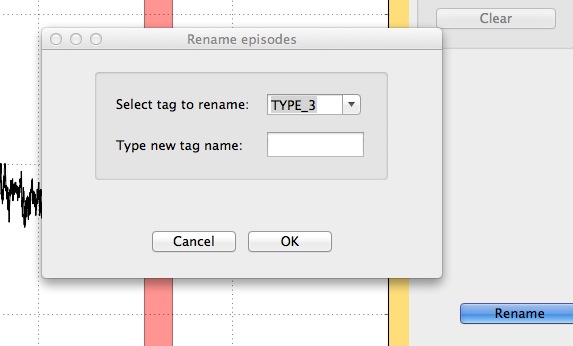 Clear
Rename episodes
Select tag to rename: TYPE_3
Type new tag name:
Cancel OK
Rename